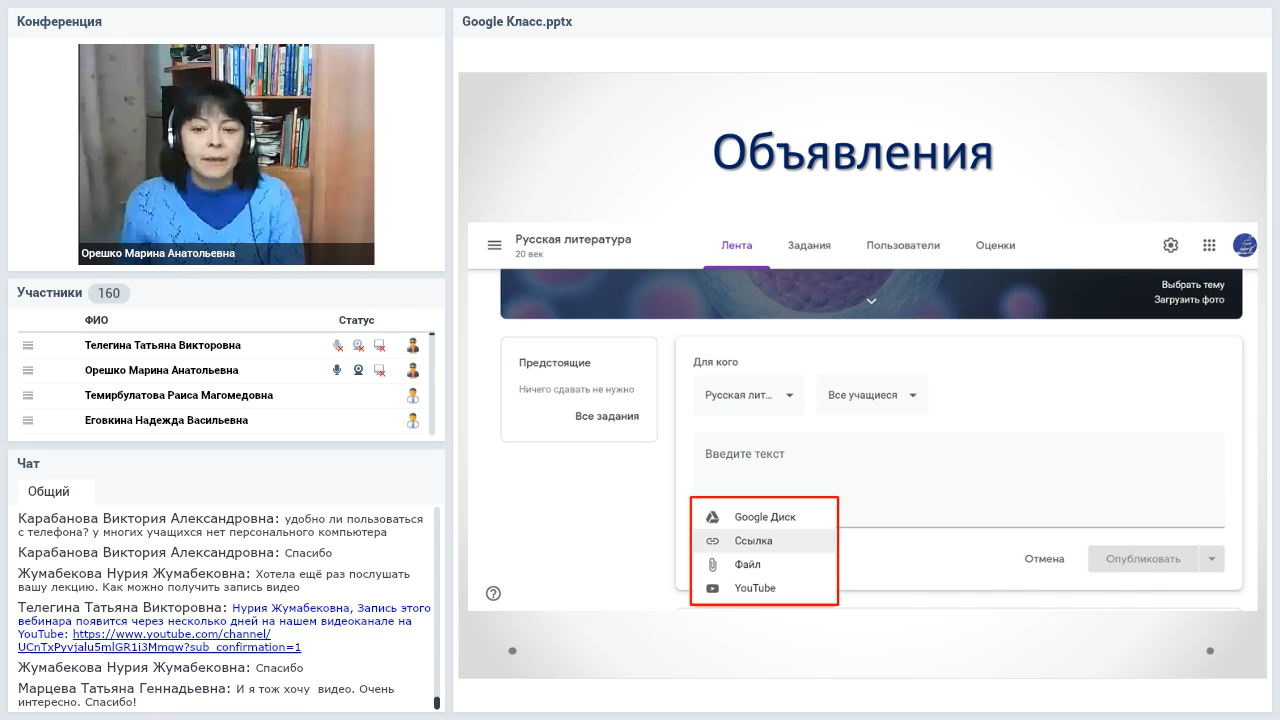 Конференция
Орешко Марина Анатольевна
Участники 160
ФИО Статус
Телегина Татьяна Викторовна
Орешко Марина Анатольевна
Темирбулатова Раиса Магомедовна
Еговкина Надежда Васильевна
Чат
Общий
Карабанова Виктория Александровна: удобно ли пользоваться
с телефона? у многих учащихся нет персонального компьютера
Карабанова Виктория Александровна: Спасибо
Жумабекова Нурия Жумабековна: Хотела ещё раз послушать
вашу лекцию. Как можно получить запись видео
Телегина Татьяна Викторовна: Нурия Жумабековна, Запись этого
вебинара появится через несколько дней на нашем видеоканале на
YouTube: https://www.youtube.com/channel/
UCnTxPyvjalu5mlGR1i3Mmqw?sub_confirmation=1
Жумабекова Нурия Жумабековна: Спасибо
Марцева Татьяна Геннадьевна: И я тож хочу видео. Очень
интересно. Спасибо!
Google Класс.pptx
Объявления
Русская литература
20 век
Лента Задания Пользователи Оценки
Выбрать тему
Загрузить фото
Предстоящие
Ничего сдавать не нужно
Все задания
Для кого
Русская лит... Все учащиеся
Введите текст
Google Диск
Ссылка
Файл
YouTube
Отмена Опубликовать